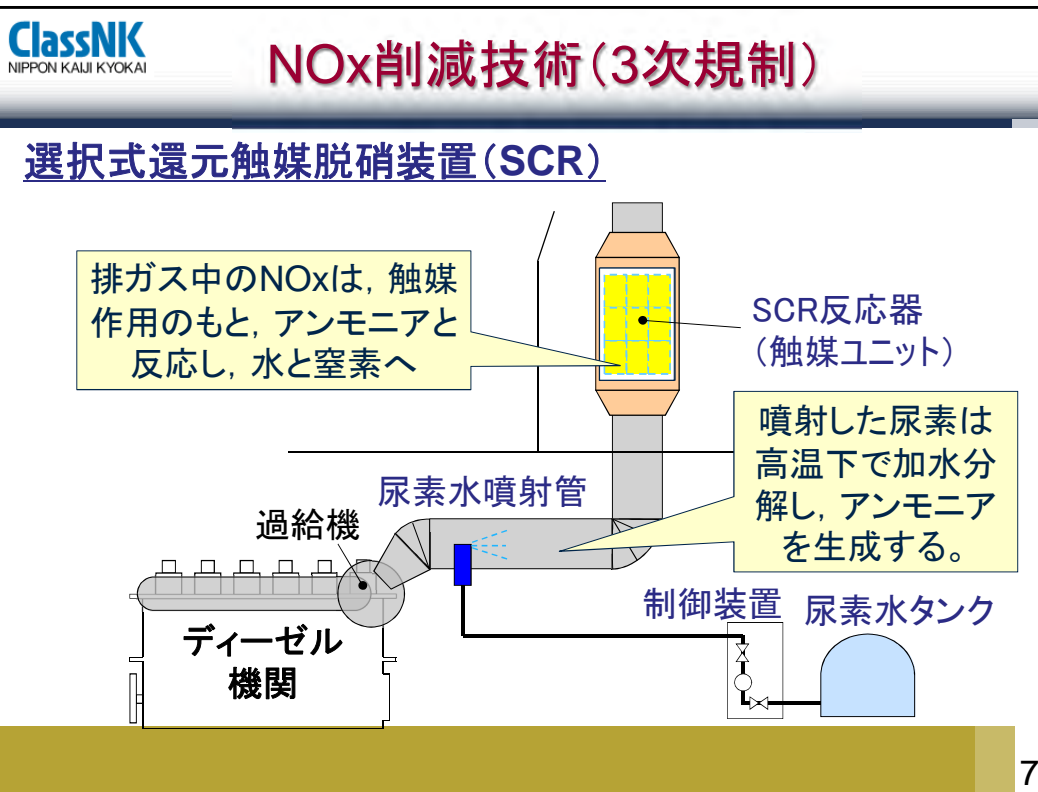 ClassNK
NIPPON KAIJI KYOKAI
NOx削減技術(3次規制)
選択式還元触媒脱硝装置(SCR)
排ガス中のNOxは, 触媒
作用のもと, アンモニアと
反応し, 水と窒素へ
SCR反応器
(触媒ユニット)
噴射した尿素は
高温下で加水分
解し, アンモニア
を生成する。
尿素水噴射管
過給機
制御装置
尿素水タンク
ディーゼル
機関
7